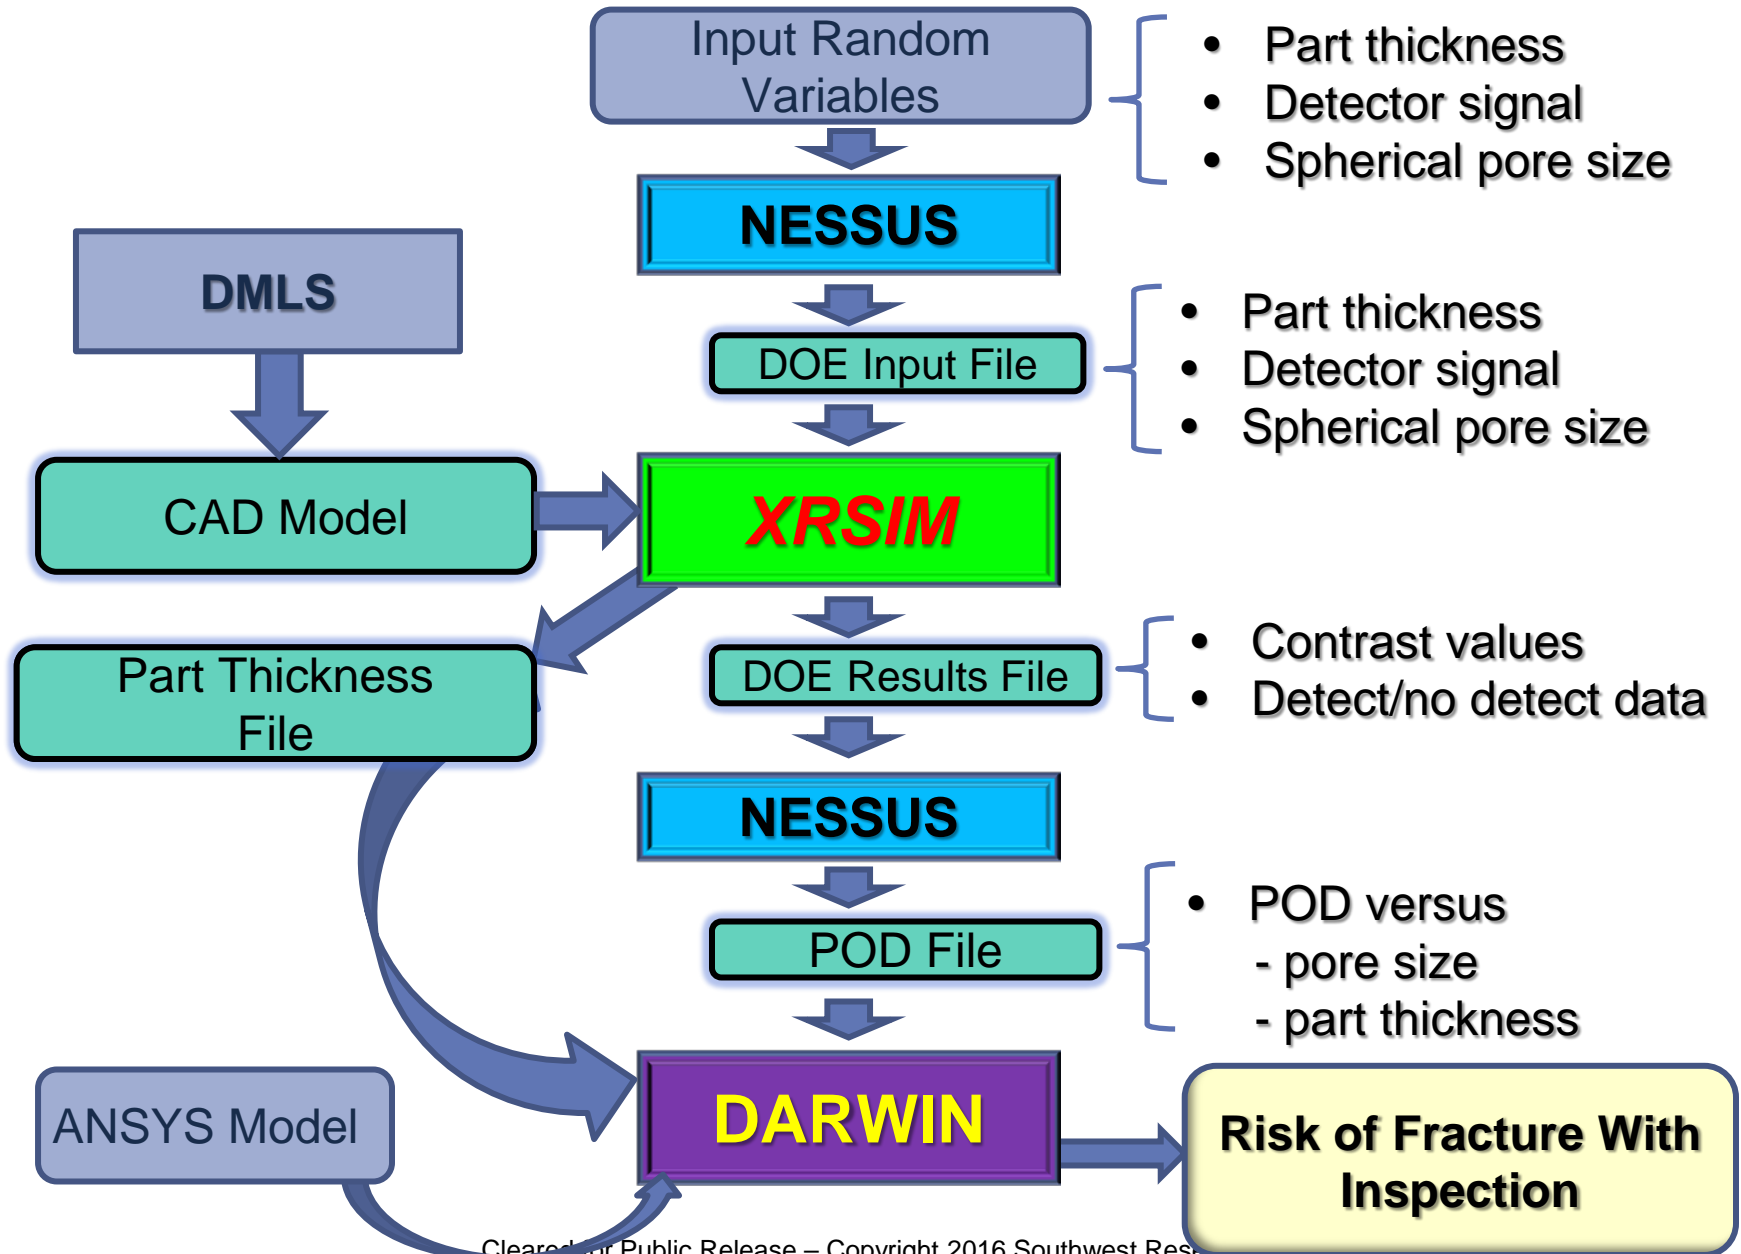 Input Random
Variables
• Part thickness
• Detector signal
• Spherical pore size
NESSUS
DMLS
DOE Input File
• Part thickness
• Detector signal
• Spherical pore size
CAD Model
XRSIM
Part Thickness
File
DOE Results File
• Contrast values
• Detect/no detect data
NESSUS
POD File
• POD versus
- pore size
- part thickness
ANSYS Model
DARWIN
Risk of Fracture With
Inspection
Cleared for Public Release – Copyright 2016 Southwest